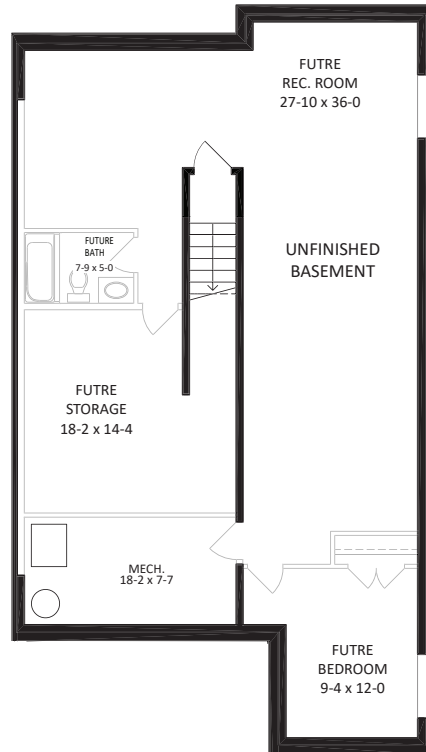 FUTRE
REC. ROOM
27-10 x 36-0
FUTURE
BATH
7-9 x 5-0
UNFINISHED
BASEMENT
FUTRE
STORAGE
18-2 x 14-4
MECH.
18-2 x 7-7
FUTRE
BEDROOM
9-4 x 12-0